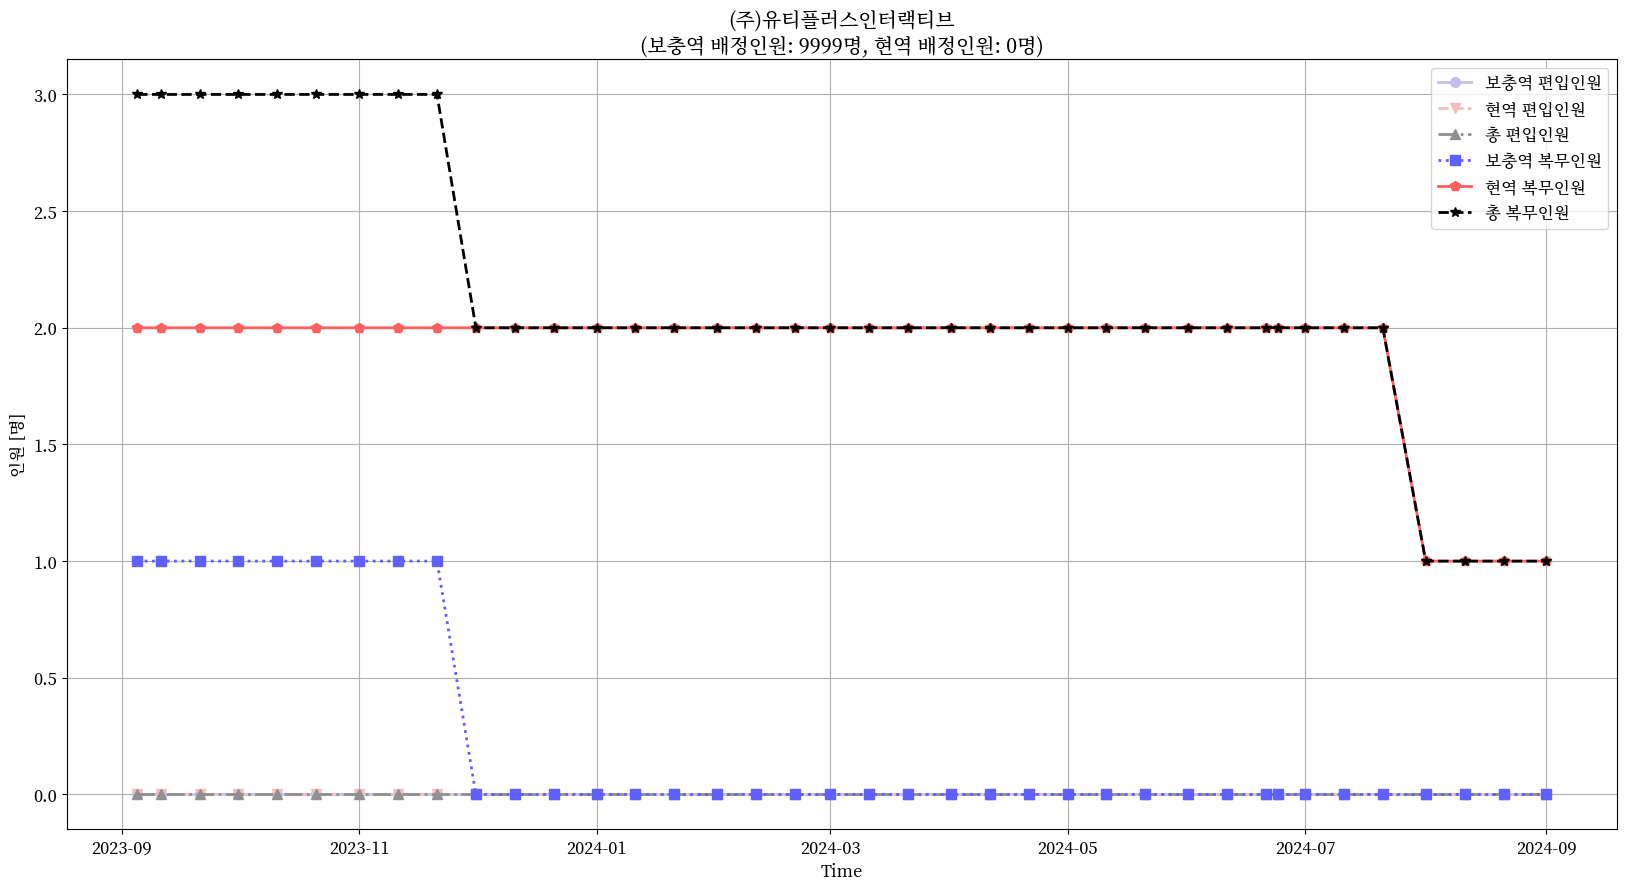 (주)유티플러스인터랙티브
(보충역 배정인원: 9999명, 현역 배정인원: 0명)
보충역 편입인원
현역 편입인원
총 편입인원
보충역 복무인원
현역 복무인원
총 복무인원
인원 [명]
3.0
2.5
2.0
1.5
1.0
0.5
0.0
2023-09
2023-11
2024-01
2024-03
2024-05
2024-07
2024-09
Time